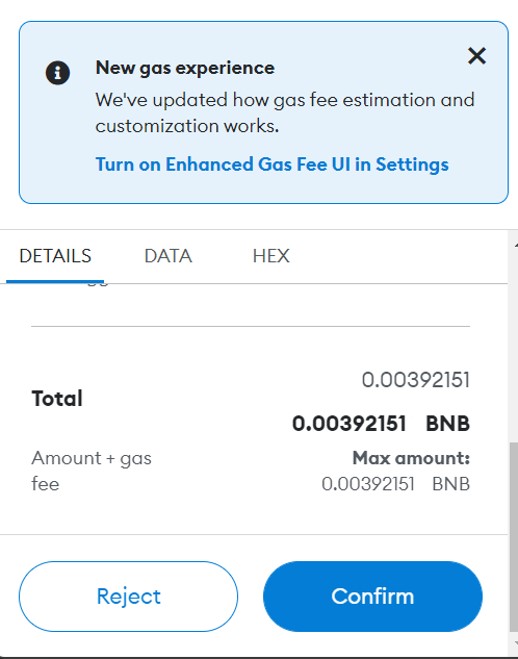 New gas experience
We've updated how gas fee estimation and
customization works.
Turn on Enhanced Gas Fee UI in Settings
DETAILS DATA HEX
0.00392151
Total
0.00392151 BNB
Amount + gas Max amount:
fee 0.00392151 BNB
Reject Confirm